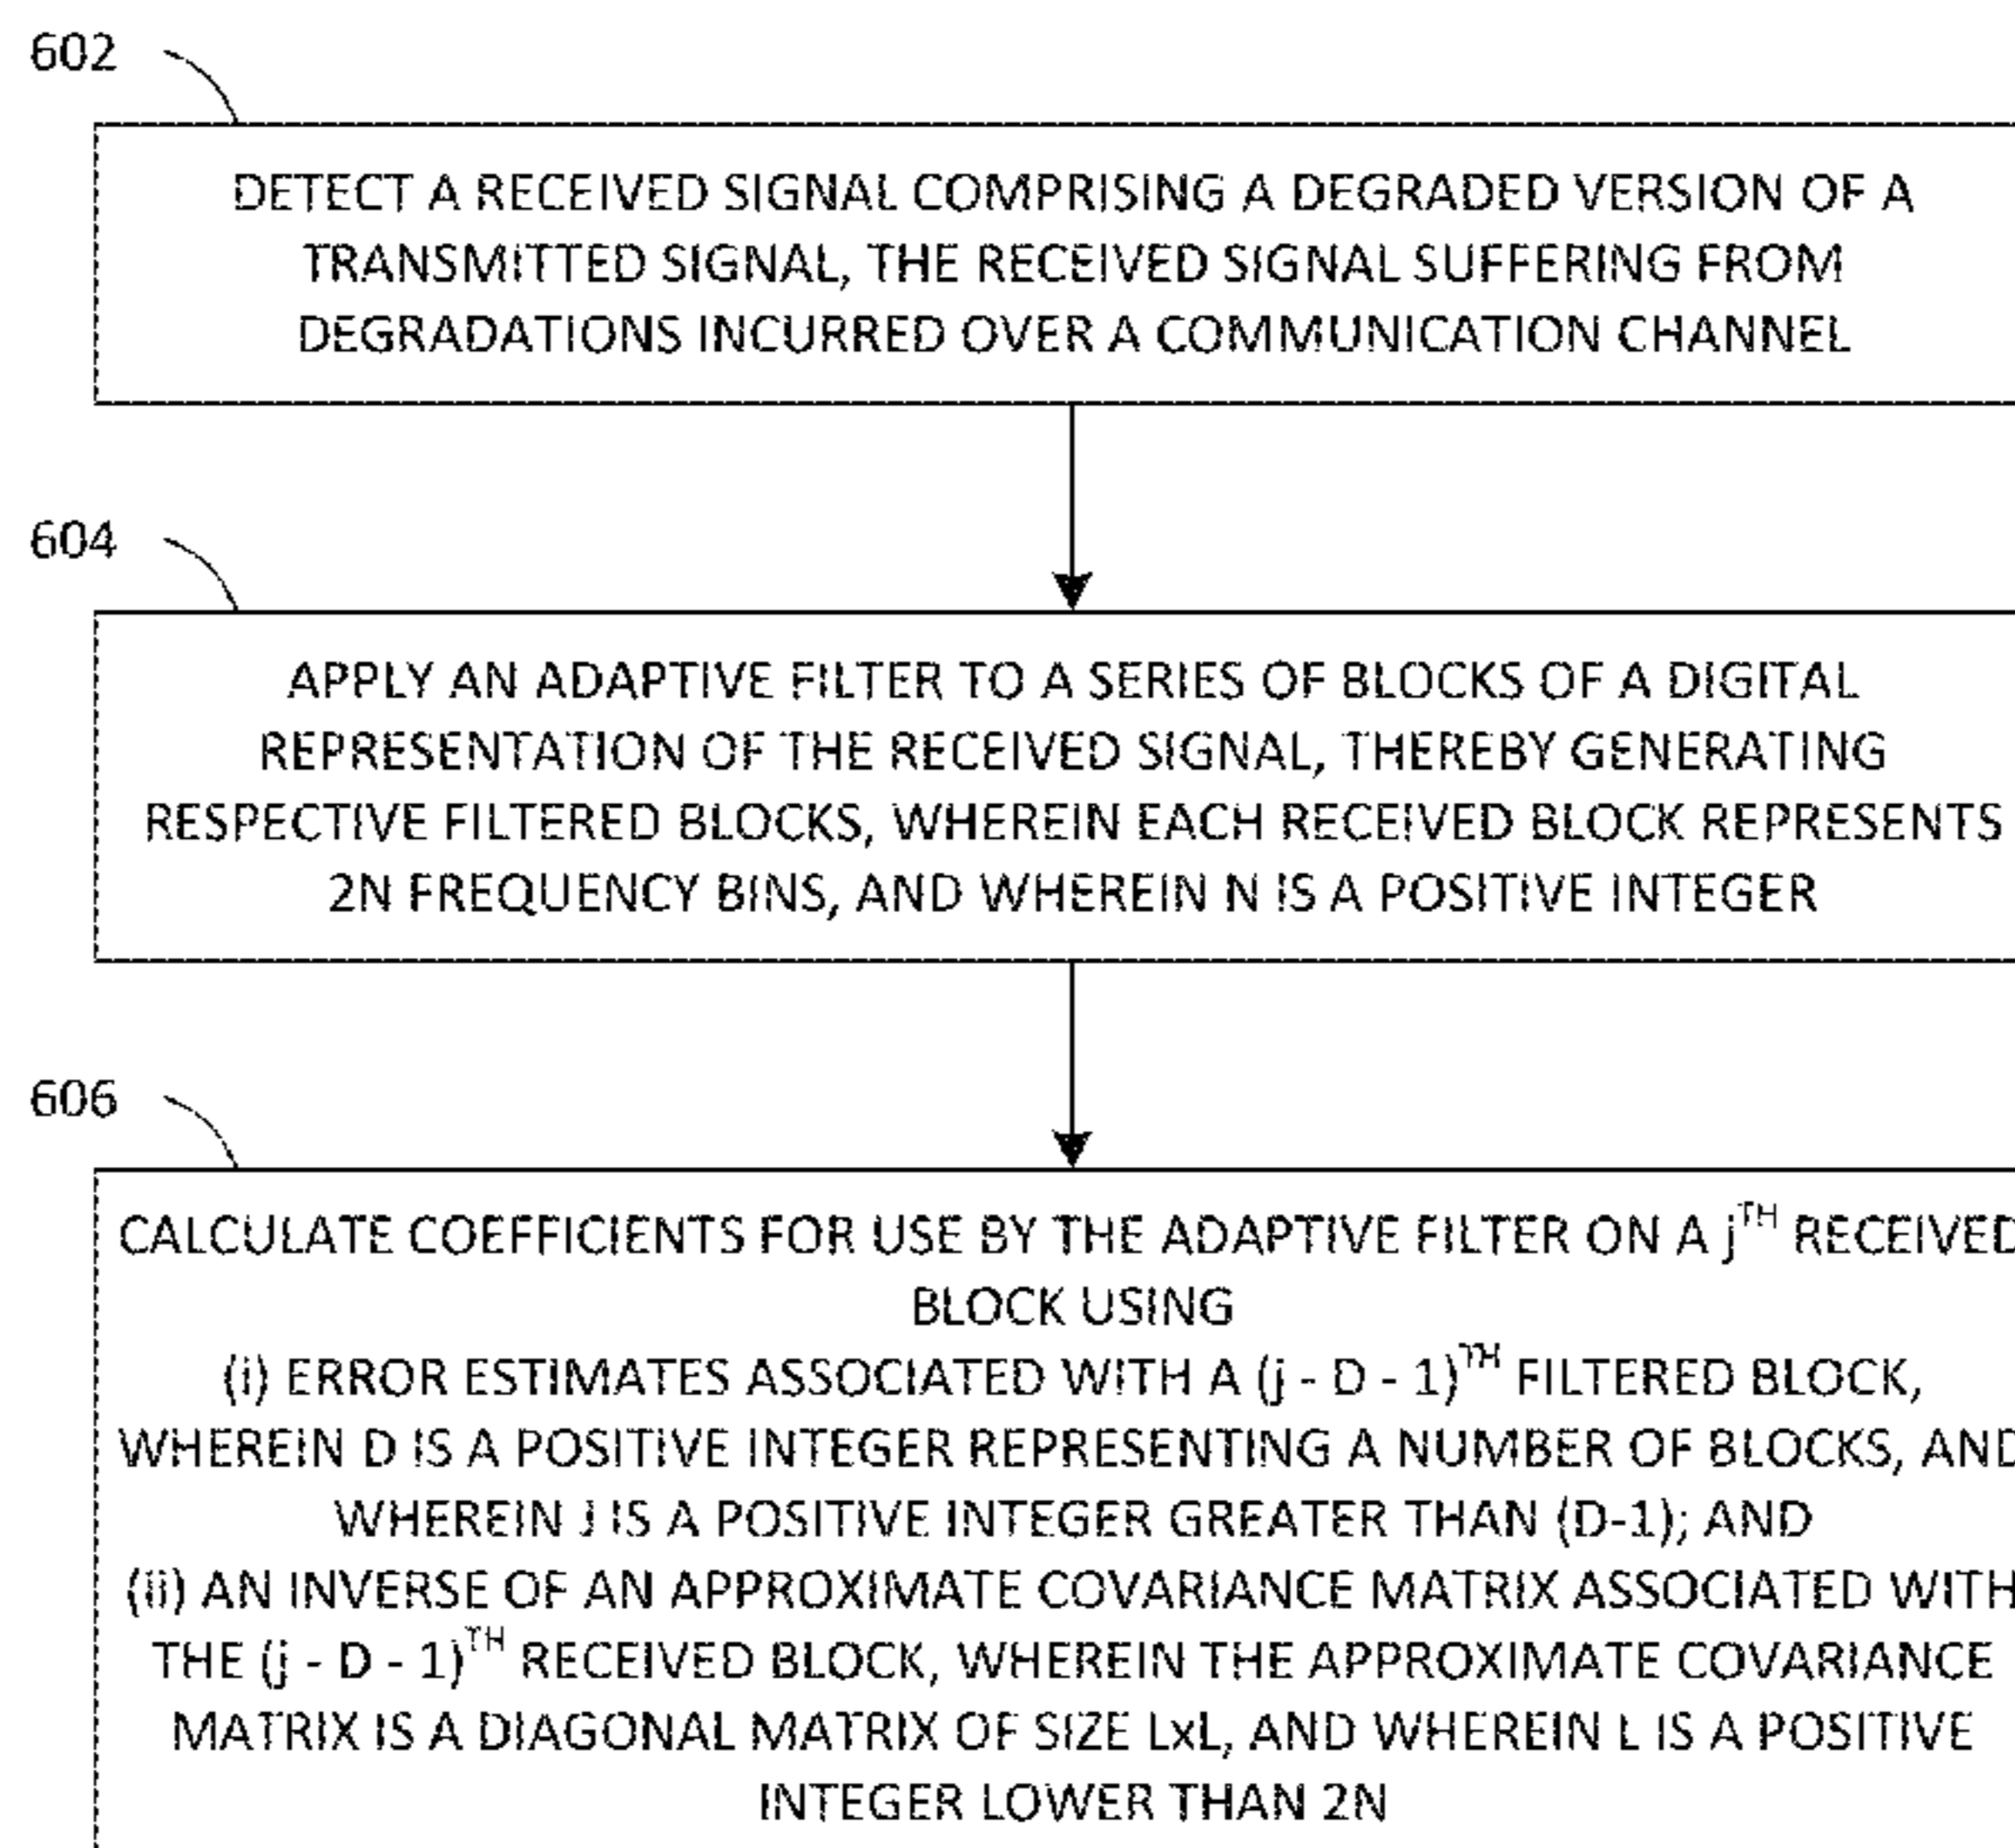 602
DETECT A RECEIVED SIGNAL COMPRISING A DEGRADED VERSION OF A
TRANSMITTED SIGNAL, THE RECEIVED SIGNAL SUFFERING FROM
DEGRADATIONS INCURRED OVER A COMMUNICATION CHANNEL
604
APPLY AN ADAPTIVE FILTER TO A SERIES OF BLOCKS OF A DIGITAL
REPRESENTATION OF THE RECEIVED SIGNAL, THEREBY GENERATING
RESPECTIVE FILTERED BLOCKS, WHEREIN EACH RECEIVED BLOCK REPRESENTS
2N FREQUENCY BINS, AND WHEREIN N IS A POSITIVE INTEGER
606
CALCULATE COEFFICIENTS FOR USE BY THE ADAPTIVE FILTER ON A j^TH RECEIVED
BLOCK USING
(i) ERROR ESTIMATES ASSOCIATED WITH A (j - D - 1)^TH FILTERED BLOCK,
WHEREIN D IS A POSITIVE INTEGER REPRESENTING A NUMBER OF BLOCKS, AND
WHEREIN J IS A POSITIVE INTEGER GREATER THAN (D-1); AND
(ii) AN INVERSE OF AN APPROXIMATE COVARIANCE MATRIX ASSOCIATED WITH
THE (j - D - 1)^TH RECEIVED BLOCK, WHEREIN THE APPROXIMATE COVARIANCE
MATRIX IS A DIAGONAL MATRIX OF SIZE LxL, AND WHEREIN L IS A POSITIVE
INTEGER LOWER THAN 2N